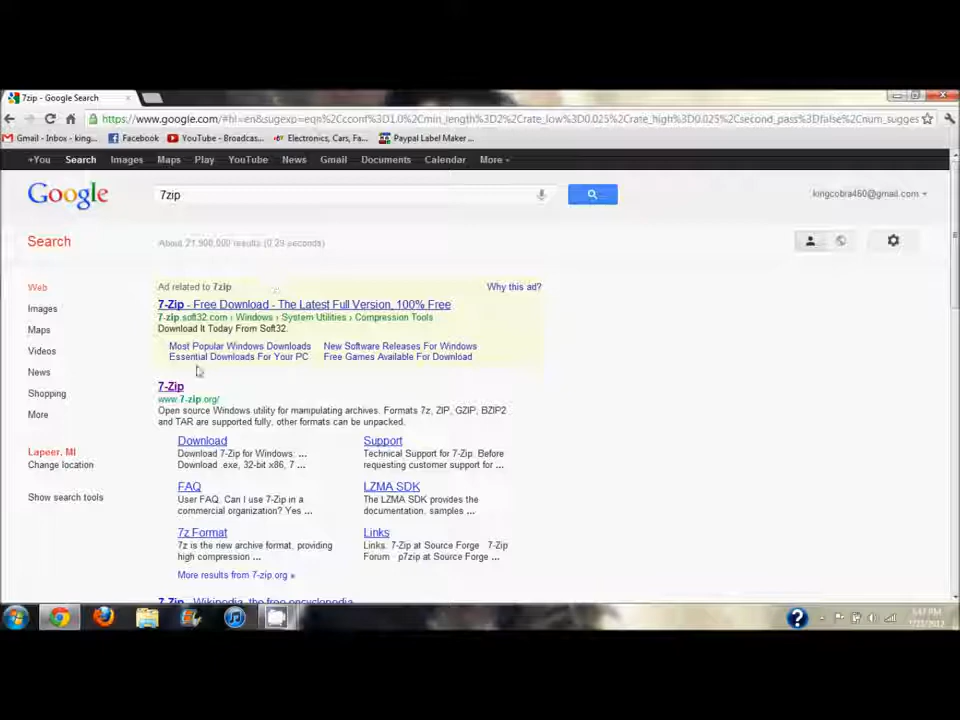 7zip - Google Search
https://www.google.com/#hl=en&sugexp=eqn%2Cconf%3D1.0%2Cmin_length%3D2%2Crate_low%3D0.025%2Crate_high%3D0.025%2Csecond_pass%3Dfalse%2Cnum_sugges
Gmail - Inbox - king... Facebook YouTube - Broadcas... Electronics, Cars, Fa... Paypal Label Maker ...
+You Search Images Maps Play YouTube News Gmail Documents Calendar More
Google 7zip kingcobra460@gmail.com
Search About 21,900,000 results (0.29 seconds)
Web
Images
Maps
Videos
News
Shopping
More
Lapeer, MI
Change location
Show search tools
Ad related to 7zip Why this ad?
7-Zip - Free Download - The Latest Full Version, 100% Free
7-zip.soft32.com › Windows › System Utilities › Compression Tools
Download It Today From Soft32.
Most Popular Windows Downloads New Software Releases For Windows
Essential Downloads For Your PC Free Games Available For Download
7-Zip
www.7-zip.org/
Open source Windows utility for manipulating archives. Formats 7z, ZIP, GZIP, BZIP2
and TAR are supported fully, other formats can be unpacked.
Download
Download 7-Zip for Windows: ...
Download .exe, 32-bit x86, 7 ...
Support
Technical Support for 7-Zip. Before
requesting customer support for ...
FAQ
User FAQ. Can I use 7-Zip in a
commercial organization? Yes ...
LZMA SDK
The LZMA SDK provides the
documentation, samples ...
7z Format
7z is the new archive format, providing
high compression ...
Links
Links. 7-Zip at Source Forge 7-Zip
Forum p7zip at Source Forge ...
More results from 7-zip.org »
7-Zip - Wikipedia, the free encyclopedia